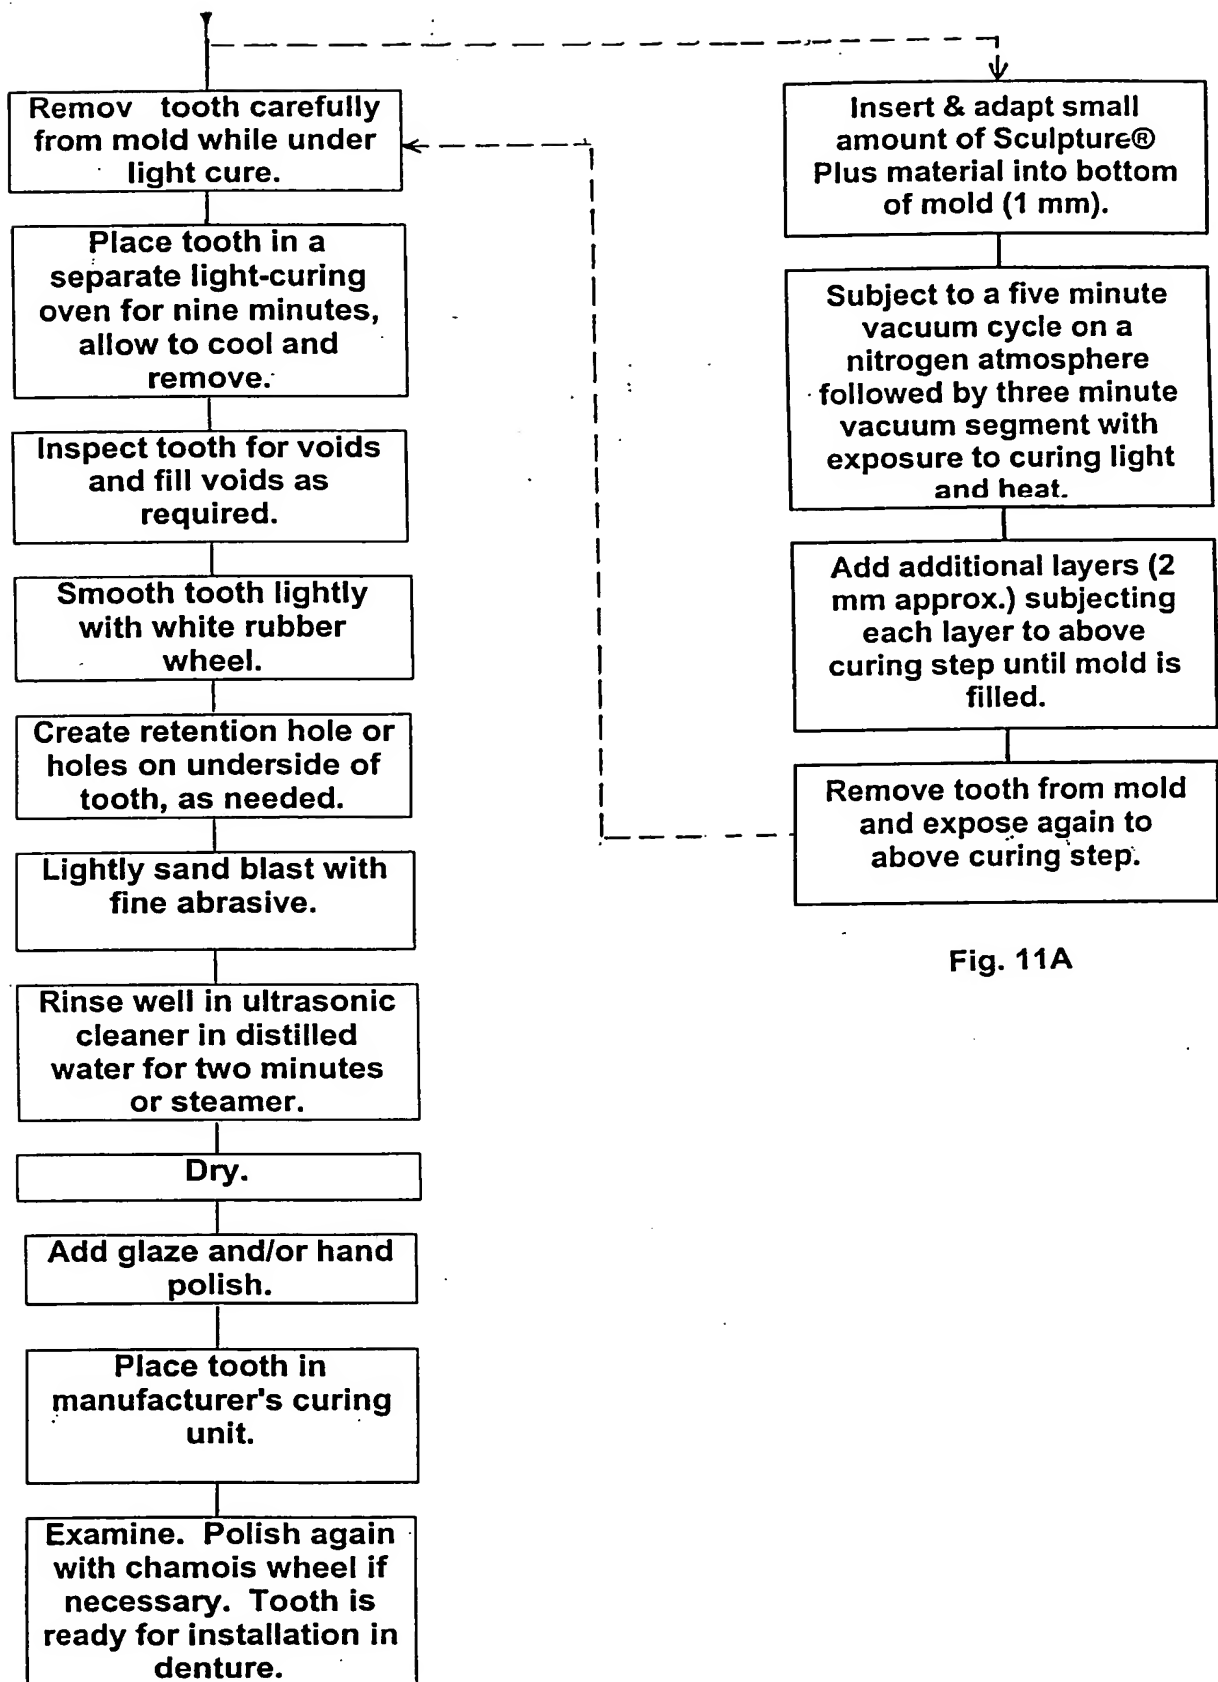 Remov tooth carefully
from mold while under
light cure.
Place tooth in a
separate light-curing
oven for nine minutes,
allow to cool and
remove.
Inspect tooth for voids
and fill voids as
required.
Smooth tooth lightly
with white rubber
wheel.
Create retention hole or
holes on underside of
tooth, as needed.
Lightly sand blast with
fine abrasive.
Rinse well in ultrasonic
cleaner in distilled
water for two minutes
or steamer.
Dry.
Add glaze and/or hand
polish.
Place tooth in
manufacturer's curing
unit.
Examine. Polish again
with chamois wheel if
necessary. Tooth is
ready for installation in
denture.
Insert & adapt small
amount of Sculpture®
Plus material into bottom
of mold (1 mm).
Subject to a five minute
vacuum cycle on a
nitrogen atmosphere
followed by three minute
vacuum segment with
exposure to curing light
and heat.
Add additional layers (2
mm approx.) subjecting
each layer to above
curing step until mold is
filled.
Remove tooth from mold
and expose again to
above curing step.
Fig. 11A